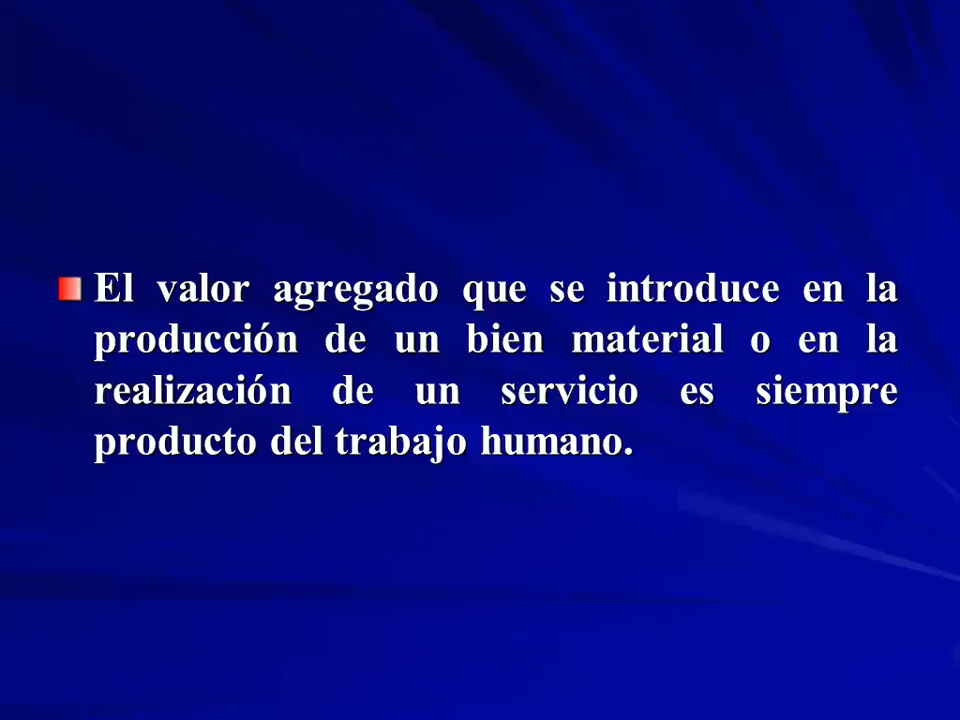 El valor agregado que se introduce en la
producción de un bien material o en la
realización de un servicio es siempre
producto del trabajo humano.